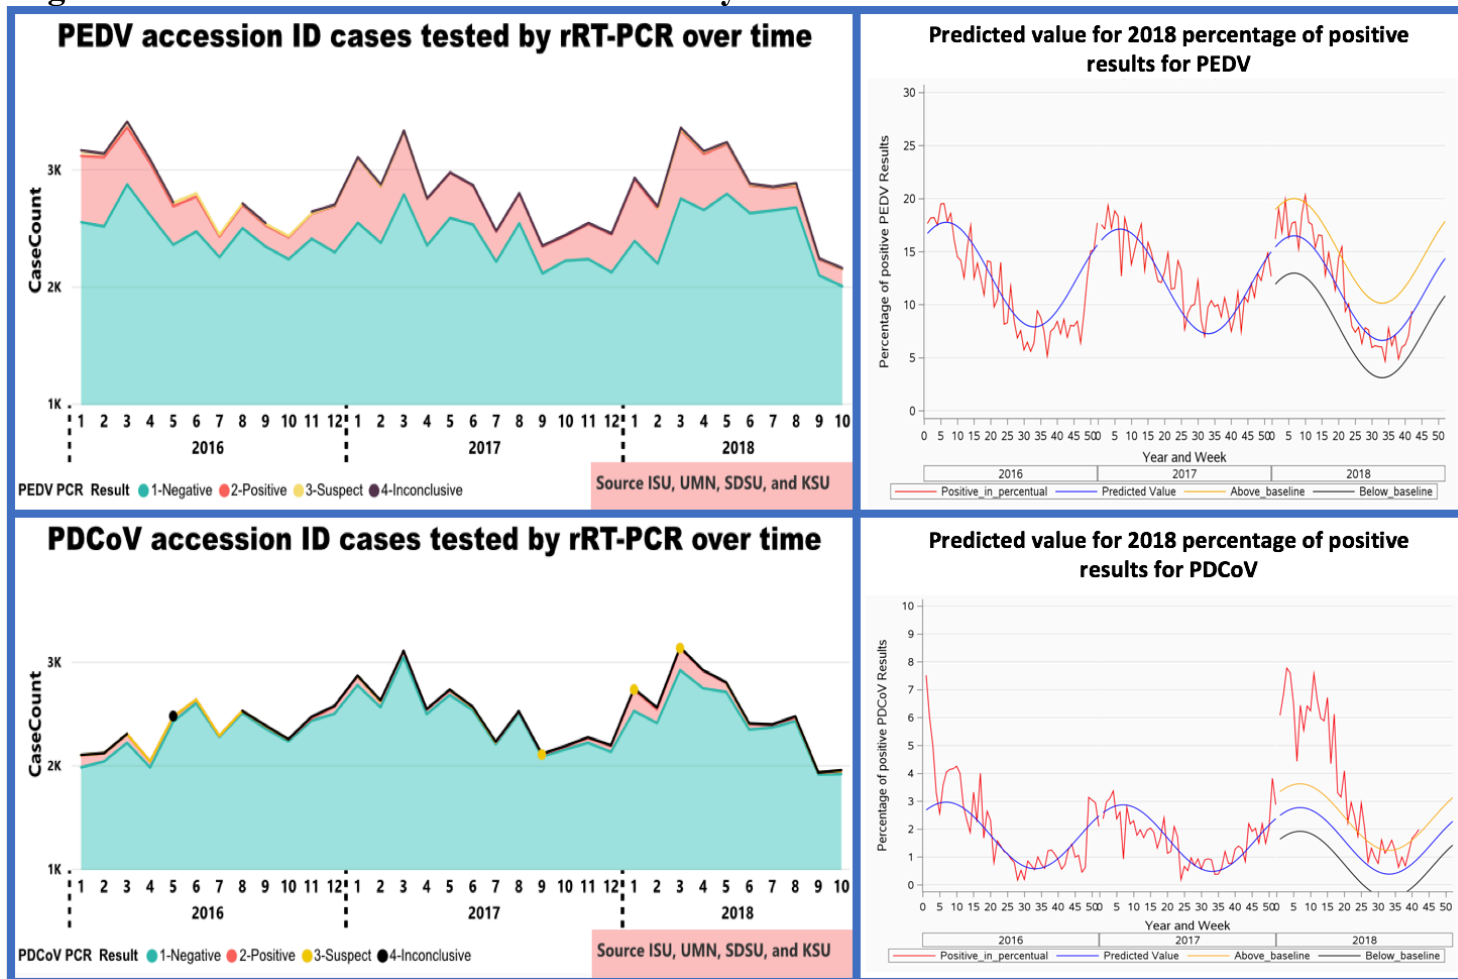 PEDV accession ID cases tested by rRT-PCR over time
CaseCount
3K
2K
1K
1 2 3 4 5 6 7 8 9 10 11 12 1 2 3 4 5 6 7 8 9 10 11 12 1 2 3 4 5 6 7 8 9 10
2016 2017 2018
PEDV PCR Result 1-Negative 2-Positive 3-Suspect 4-Inconclusive
Source ISU, UMN, SDSU, and KSU
Predicted value for 2018 percentage of positive
results for PEDV
Percentage of positive PEDV Results
30
25
20
15
10
5
0
0 5 10 15 20 25 30 35 40 45 500 5 10 15 20 25 30 35 40 45 500 5 10 15 20 25 30 35 40 45 50
Year and Week
2016 2017 2018
Positive_in_percentual Predicted Value Above_baseline Below_baseline
PDCoV accession ID cases tested by rRT-PCR over time
CaseCount
3K
2K
1K
1 2 3 4 5 6 7 8 9 10 11 12 1 2 3 4 5 6 7 8 9 10 11 12 1 2 3 4 5 6 7 8 9 10
2016 2017 2018
PDCoV PCR Result 1-Negative 2-Positive 3-Suspect 4-Inconclusive
Source ISU, UMN, SDSU, and KSU
Predicted value for 2018 percentage of positive
results for PDCoV
Percentage of positive PDCoV Results
10
9
8
7
6
5
4
3
2
1
0
0 5 10 15 20 25 30 35 40 45 500 5 10 15 20 25 30 35 40 45 500 5 10 15 20 25 30 35 40 45 50
Year and Week
2016 2017 2018
Positive_in_percentual Predicted Value Above_baseline Below_baseline